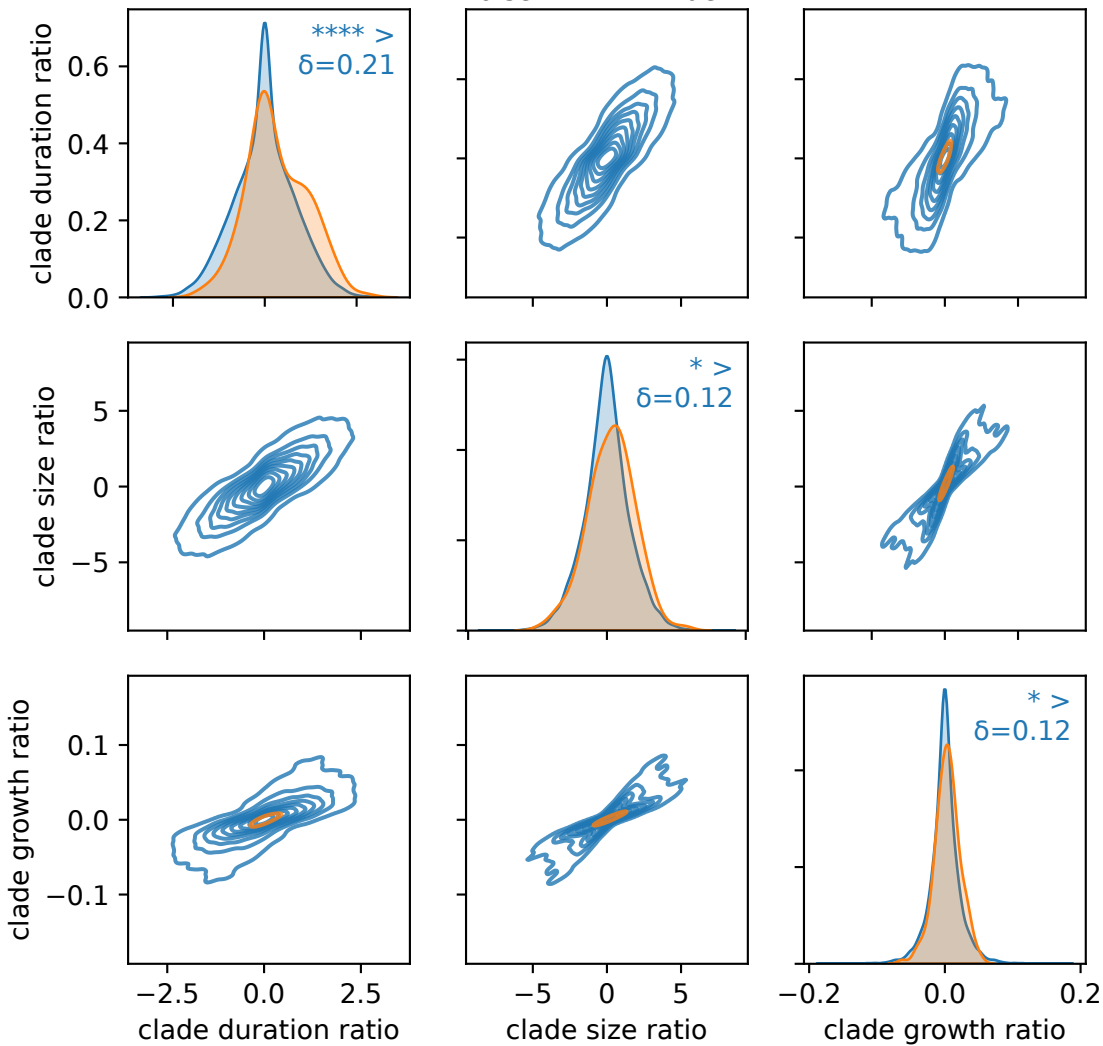 clade duration ratio
0.6
0.4
0.2
0.0
**** >
δ=0.21
clade size ratio
5
0
−5
* >
δ=0.12
clade growth ratio
0.1
0.0
−0.1
* >
δ=0.12
−2.5 0.0 2.5
−5 0 5
−0.2 0.0 0.2
clade duration ratio
clade size ratio
clade growth ratio